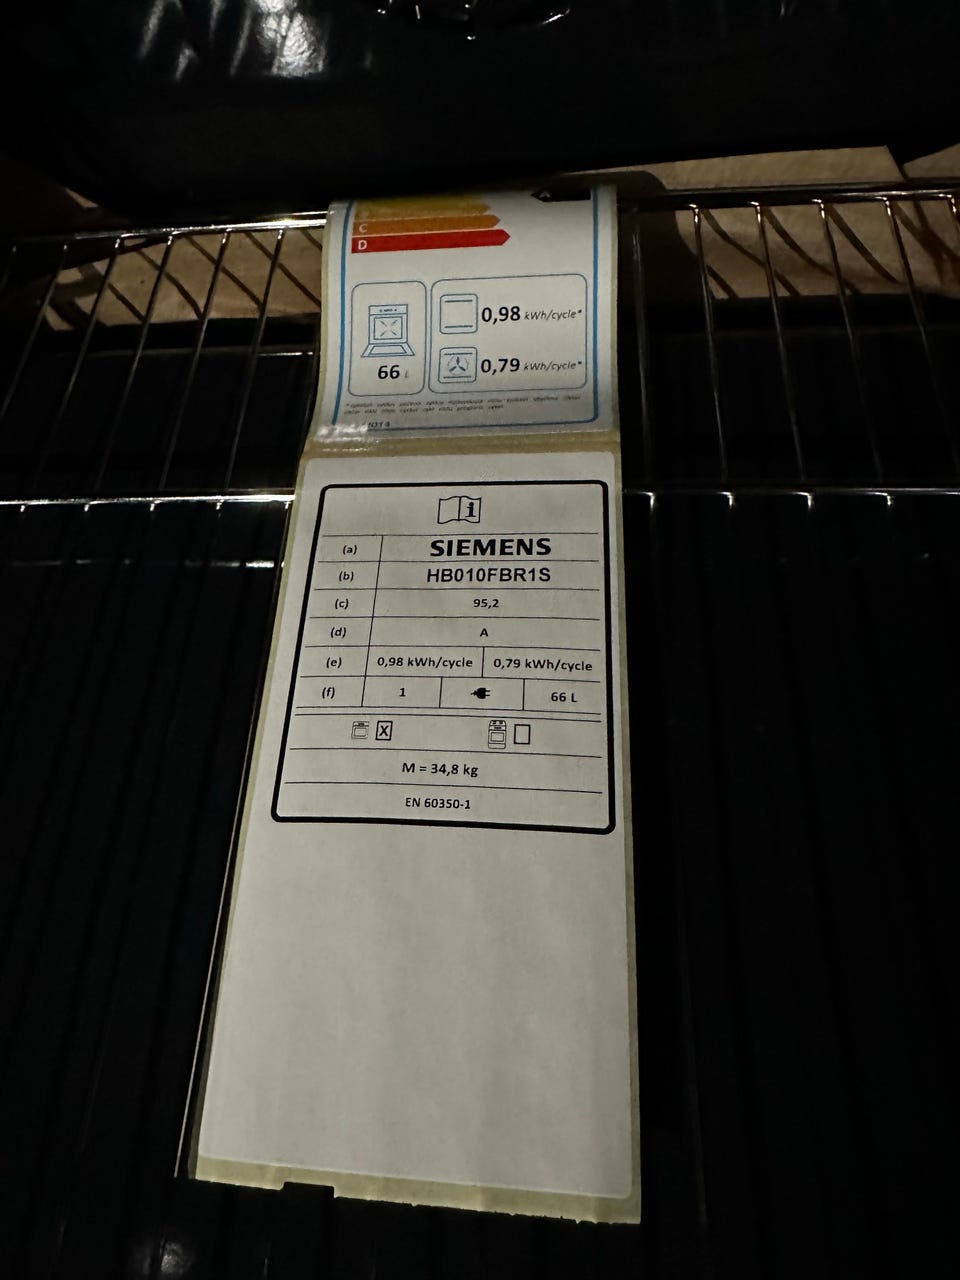 C
D
0,98 kWh/cycle*
66 L
0,79 kWh/cycle*
i
(a) SIEMENS
(b) HB010FBR1S
(c) 95,2
(d) A
(e) 0,98 kWh/cycle 0,79 kWh/cycle
(f) 1 66 L
X
M = 34,8 kg
EN 60350-1